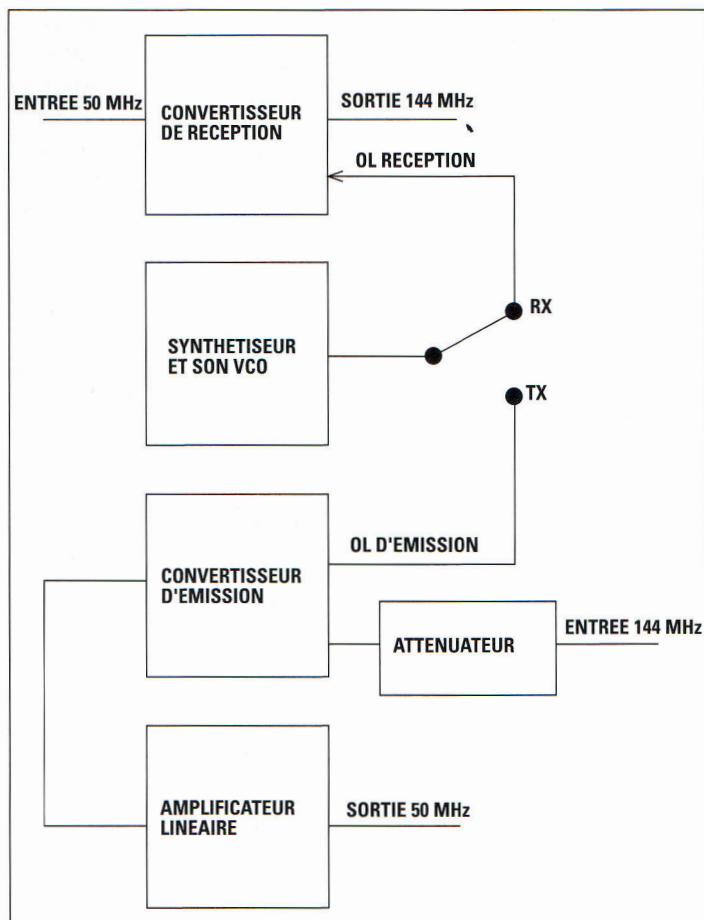 ENTREE 50 MHz
CONVERTISSEUR
DE RECEPTION
SORTIE 144 MHz
OL RECEPTION
RX
SYNTHETISEUR
ET SON VCO
TX
OL D'EMISSION
CONVERTISSEUR
D'EMISSION
ATTENUATEUR
ENTREE 144 MHz
AMPLIFICATEUR
LINEAIRE
SORTIE 50 MHz